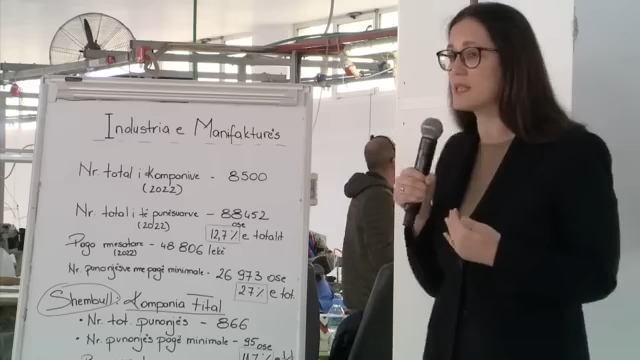 Industria e Manifakturës
Nr total i Kompanive - 8500
(2022)
Nr total i të punësuarve - 88452
(2022) ose
12,7% e totalit
Pago mesatare - 48 806 lekë
(2022)
Nr. punonjësve me pagë minimale - 26 973 ose
27% e tot.
Shembull: Kompania Fital
• Nr tot. punonjës - 866
• Nr punonjës pagë minimale - 95 ose